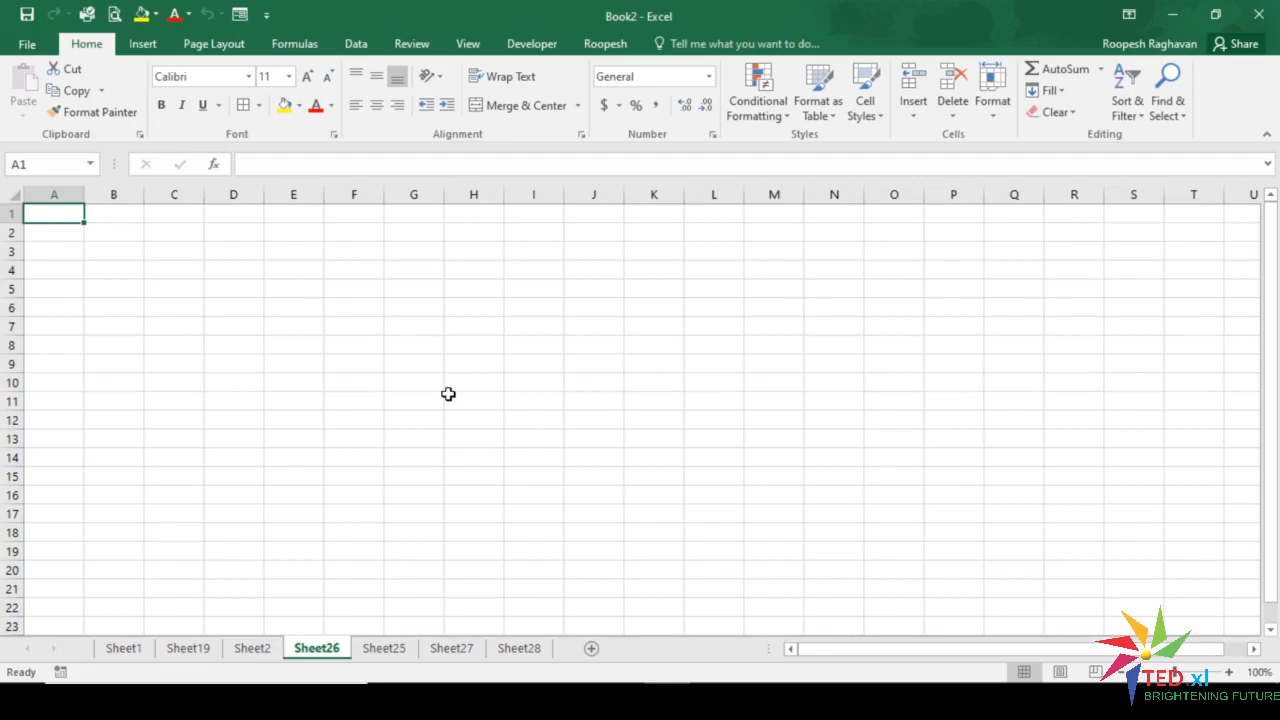 Book2 - Excel
File Home Insert Page Layout Formulas Data Review View Developer Roopesh Tell me what you want to do... Roopesh Raghavan Share
Paste
Cut
Copy
Format Painter
Clipboard
Calibri 11
B I U
Font
Wrap Text
Merge & Center
Alignment
General
$ % ,
Number
Conditional Formatting
Format as Table
Cell Styles
Styles
Insert Delete Format
Cells
AutoSum
Fill
Clear
Sort & Filter
Find & Select
Editing
A1 fx
A B C D E F G H I J K L M N O P Q R S T U
1
2
3
4
5
6
7
8
9
10
11
12
13
14
15
16
17
18
19
20
21
22
23
Sheet1 Sheet19 Sheet2 Sheet26 Sheet25 Sheet27 Sheet28
Ready 100%
TED.xl
BRIGHTENING FUTURE